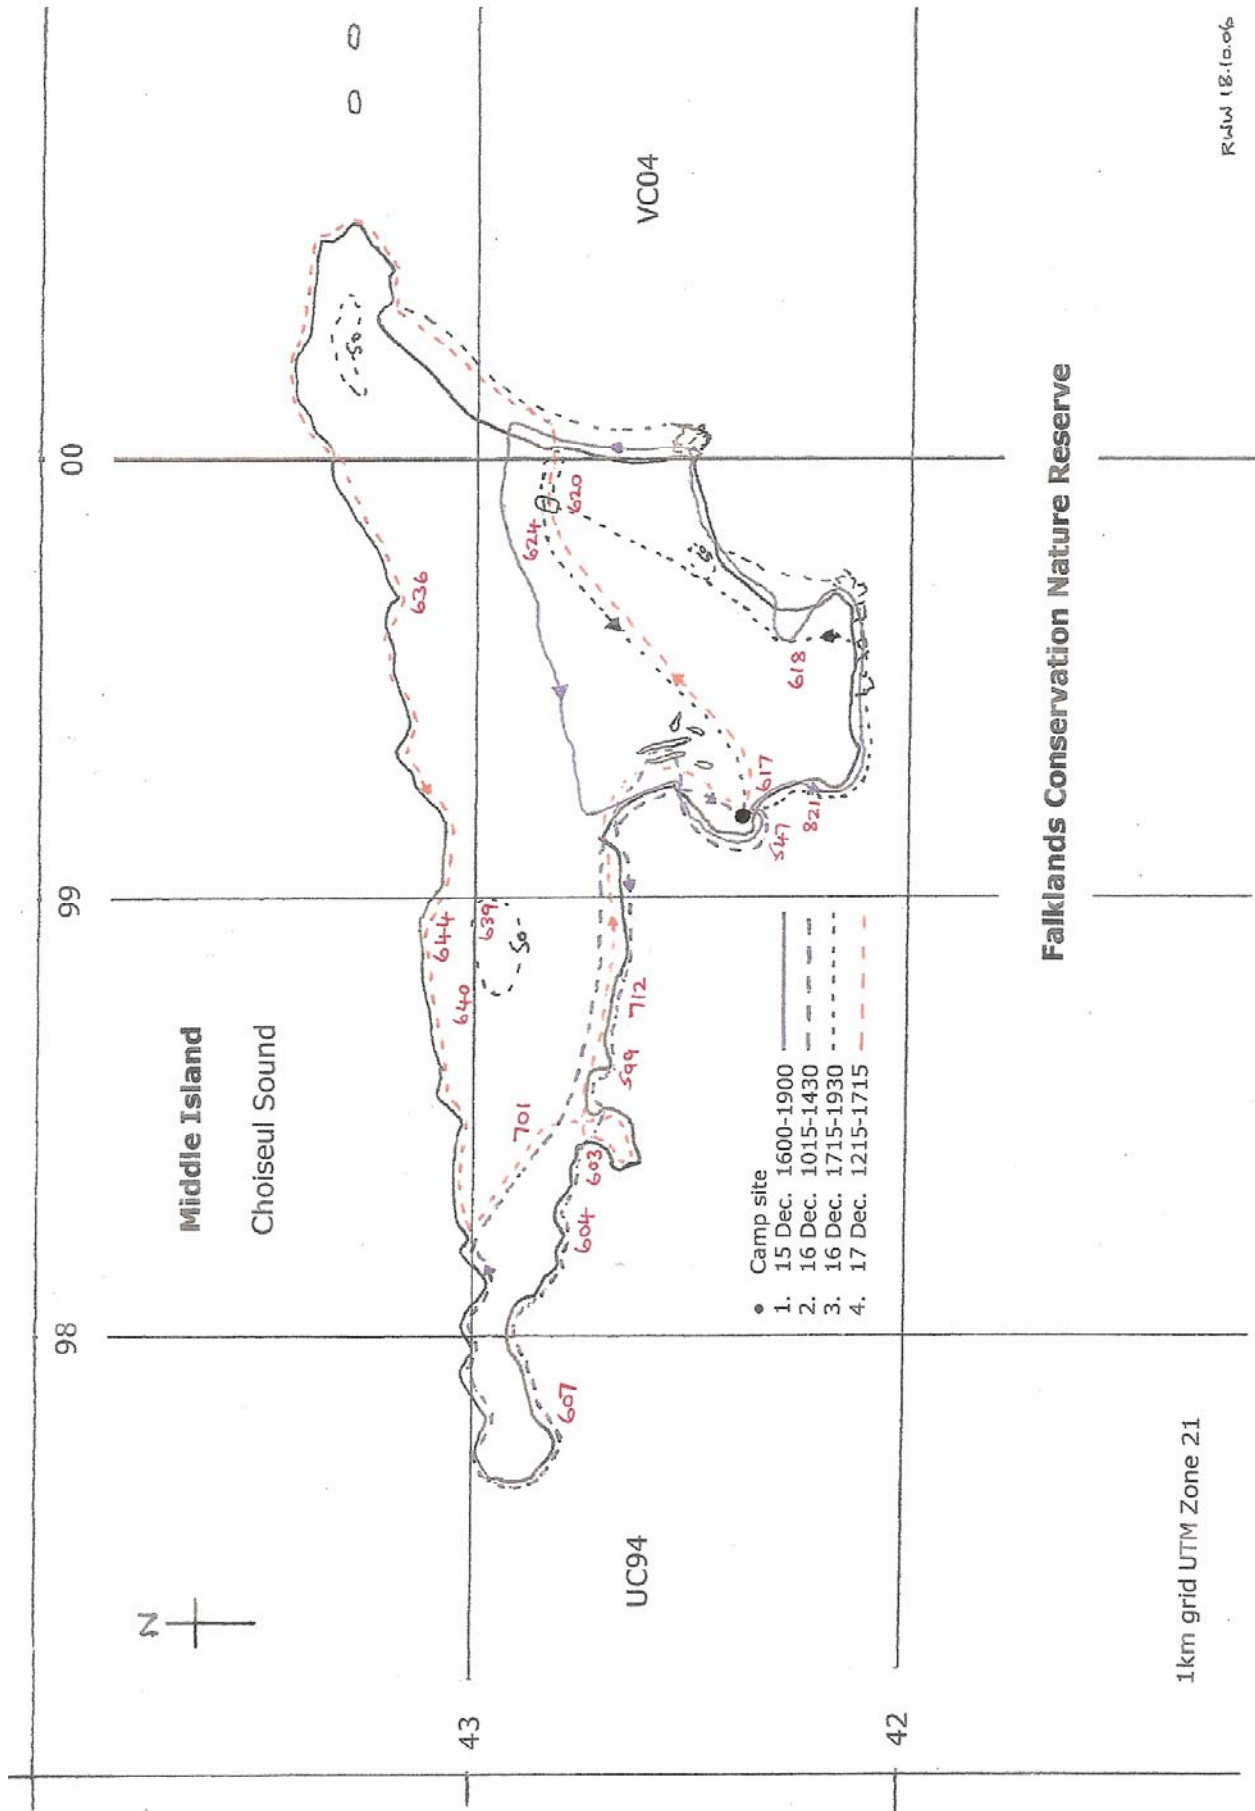 Middle Island
Choiseul Sound
N
98
99
00
43
42
UC94
VC04
50
50
50
636
644
640
639
701
624
620
618
617
547
821
712
599
603
604
607
• Camp site
1. 15 Dec. 1600-1900
2. 16 Dec. 1015-1430
3. 16 Dec. 1715-1930
4. 17 Dec. 1215-1715
1km grid UTM Zone 21
Falklands Conservation Nature Reserve
RWW 18.10.06